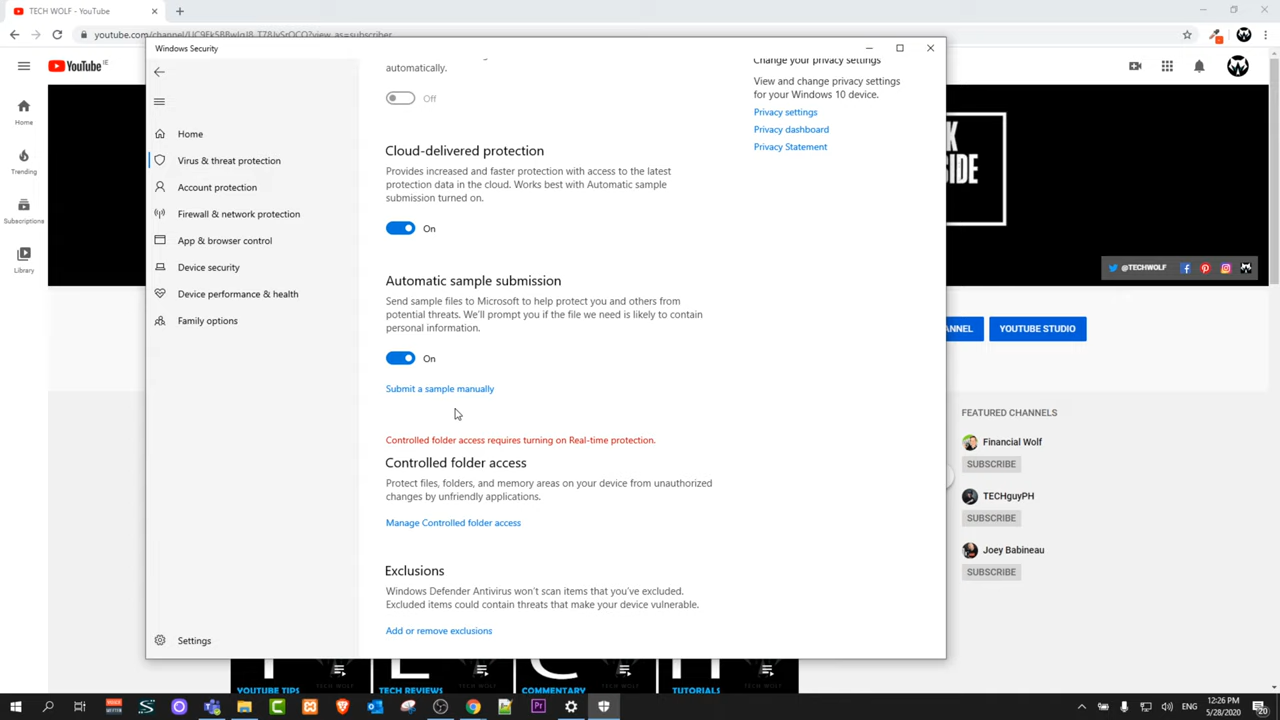 TECH WOLF - YouTube
youtube.com/channel/UC9Ek5BBwIqJ8_T78JySrOCQ?view_as=subscriber
YouTube IE
Home
Trending
Subscriptions
Library
Windows Security
Home
Virus & threat protection
Account protection
Firewall & network protection
App & browser control
Device security
Device performance & health
Family options
Settings
automatically.
Off
Cloud-delivered protection
Provides increased and faster protection with access to the latest
protection data in the cloud. Works best with Automatic sample
submission turned on.
On
Automatic sample submission
Send sample files to Microsoft to help protect you and others from
potential threats. We'll prompt you if the file we need is likely to contain
personal information.
On
Submit a sample manually
Controlled folder access requires turning on Real-time protection.
Controlled folder access
Protect files, folders, and memory areas on your device from unauthorized
changes by unfriendly applications.
Manage Controlled folder access
Exclusions
Windows Defender Antivirus won't scan items that you've excluded.
Excluded items could contain threats that make your device vulnerable.
Add or remove exclusions
Change your privacy settings
View and change privacy settings
for your Windows 10 device.
Privacy settings
Privacy dashboard
Privacy Statement
@TECHWOLF
YOUTUBE STUDIO
FEATURED CHANNELS
Financial Wolf
SUBSCRIBE
TECHguyPH
SUBSCRIBE
Joey Babineau
SUBSCRIBE
YOUTUBE TIPS
TECH REVIEWS
COMMENTARY
TUTORIALS
ENG
12:26 PM
5/28/2020
20